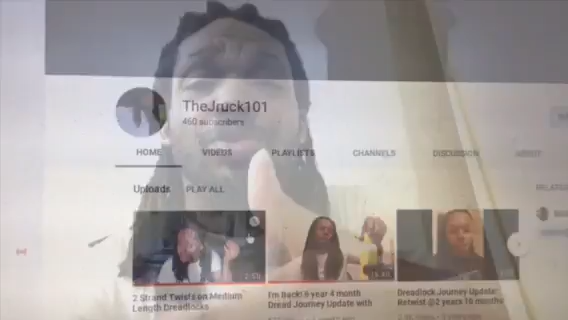 TheJruck101
460 subscribers
HOME VIDEOS PLAYLISTS CHANNELS DISCUSSION ABOUT
Uploads PLAY ALL
2 Strand Twists on Medium
Length Dreadlocks
I'm Back! 6 year 4 month
Dread Journey Update with
Dreadlock Journey Update:
Retwist @2 years 10 months